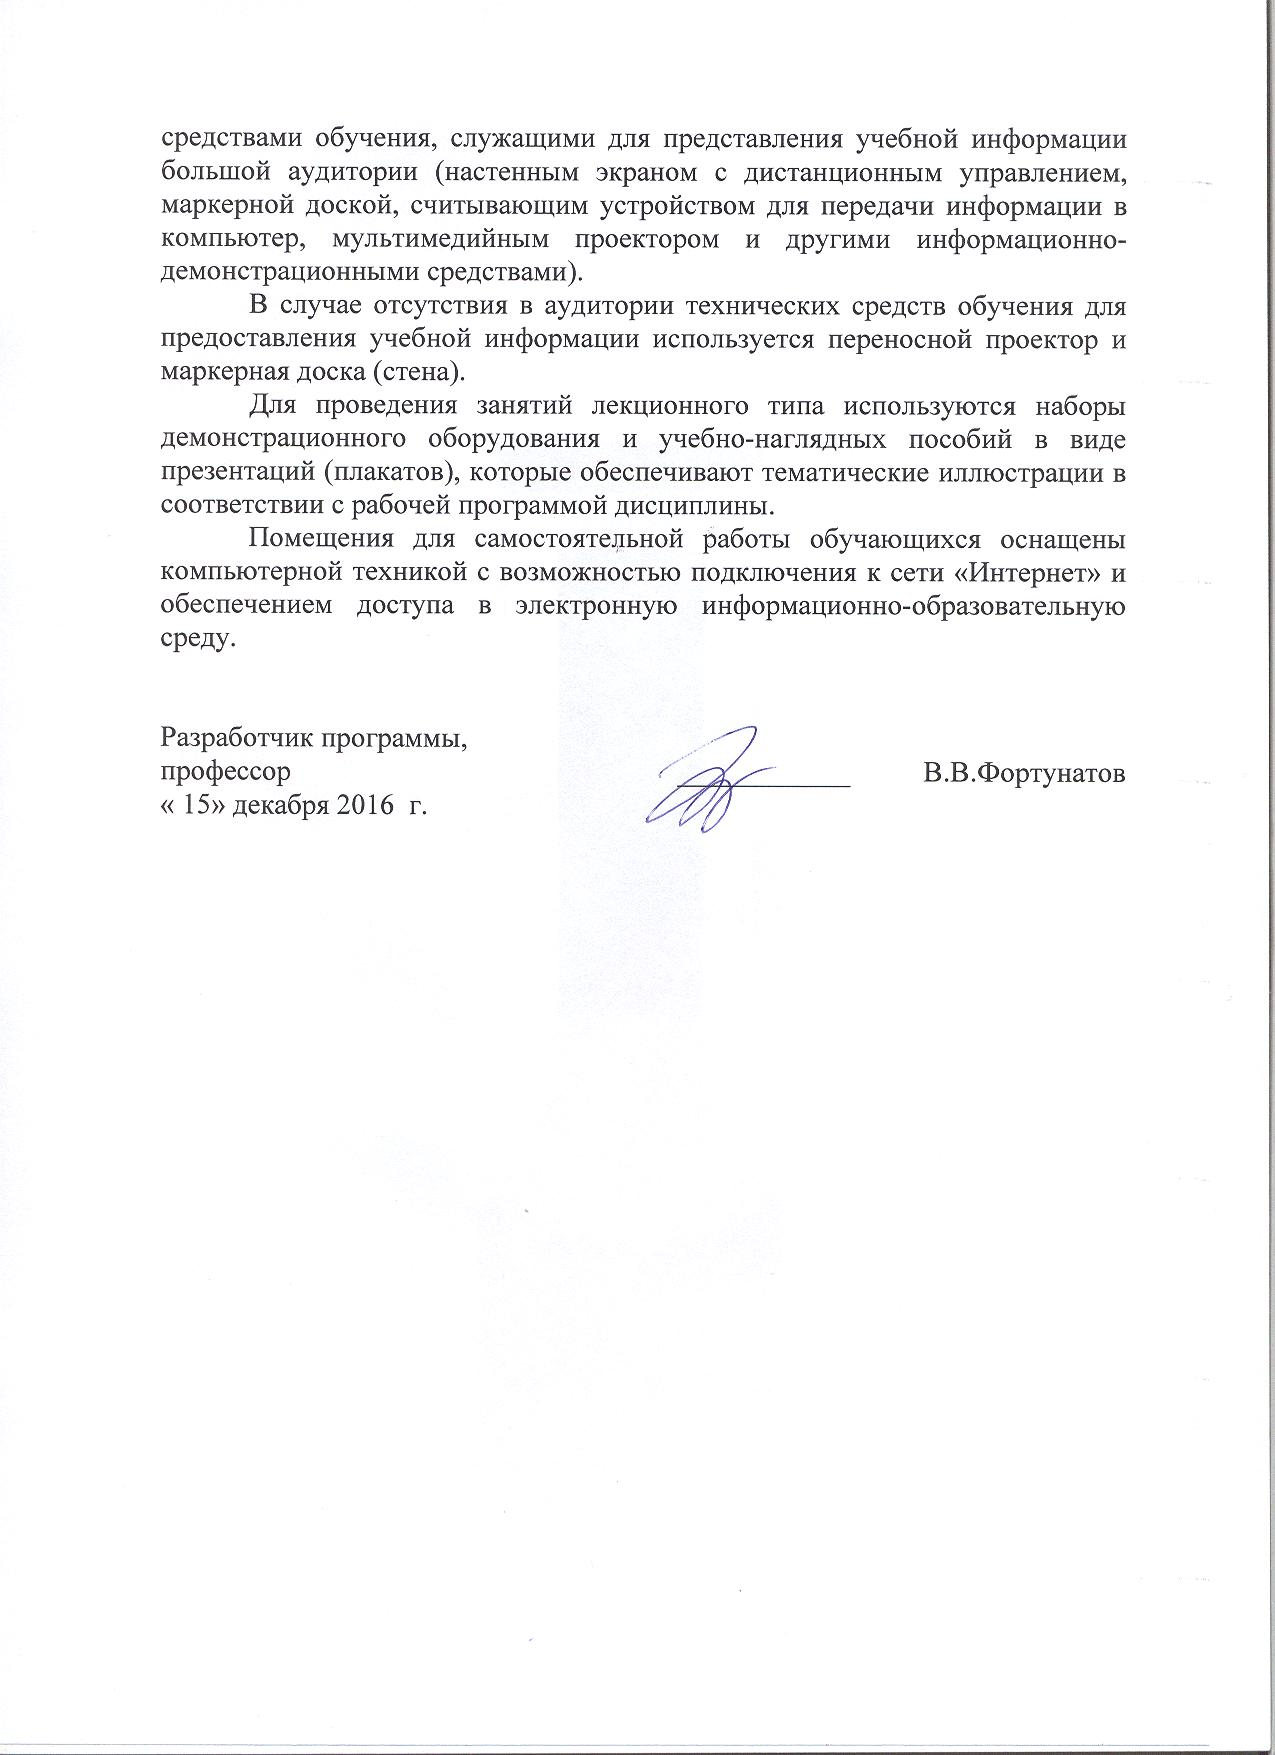 средствами обучения, служащими для представления учебной информации
большой аудитории (настенным экраном с дистанционным управлением,
маркерной доской, считывающим устройством для передачи информации в
компьютер, мультимедийным проектором и другими информационно-
демонстрационными средствами).
В случае отсутствия в аудитории технических средств обучения для
предоставления учебной информации используется переносной проектор и
маркерная доска (стена).
Для проведения занятий лекционного типа используются наборы
демонстрационного оборудования и учебно-наглядных пособий в виде
презентаций (плакатов), которые обеспечивают тематические иллюстрации в
соответствии с рабочей программой дисциплины.
Помещения для самостоятельной работы обучающихся оснащены
компьютерной техникой с возможностью подключения к сети «Интернет» и
обеспечением доступа в электронную информационно-образовательную
среду.
Разработчик программы,
профессор В.В.Фортунатов
« 15» декабря 2016 г.